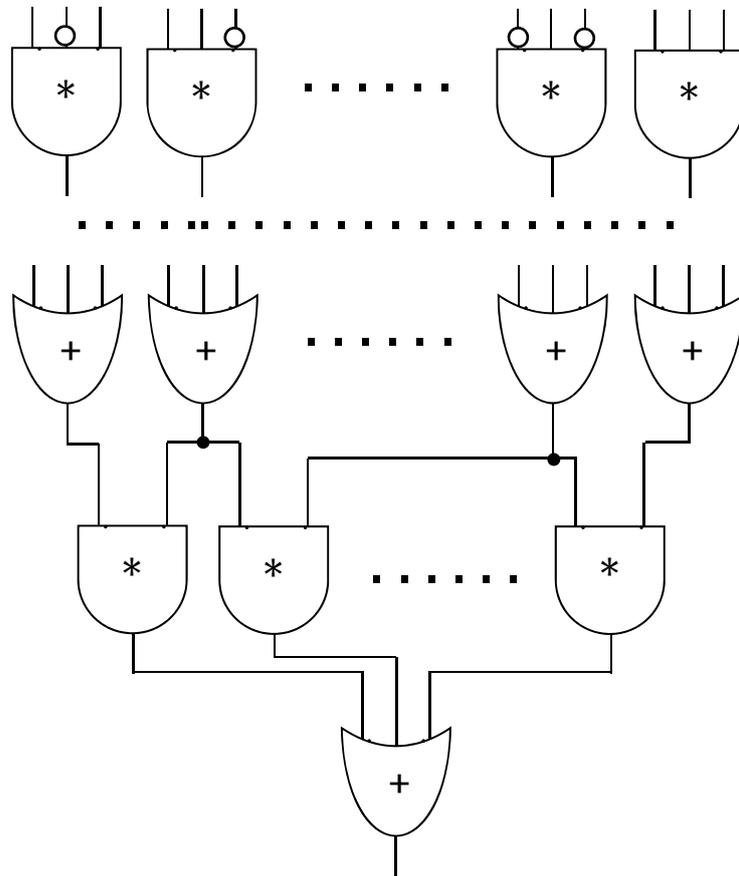 * * * *
+ + + +
* * *
+